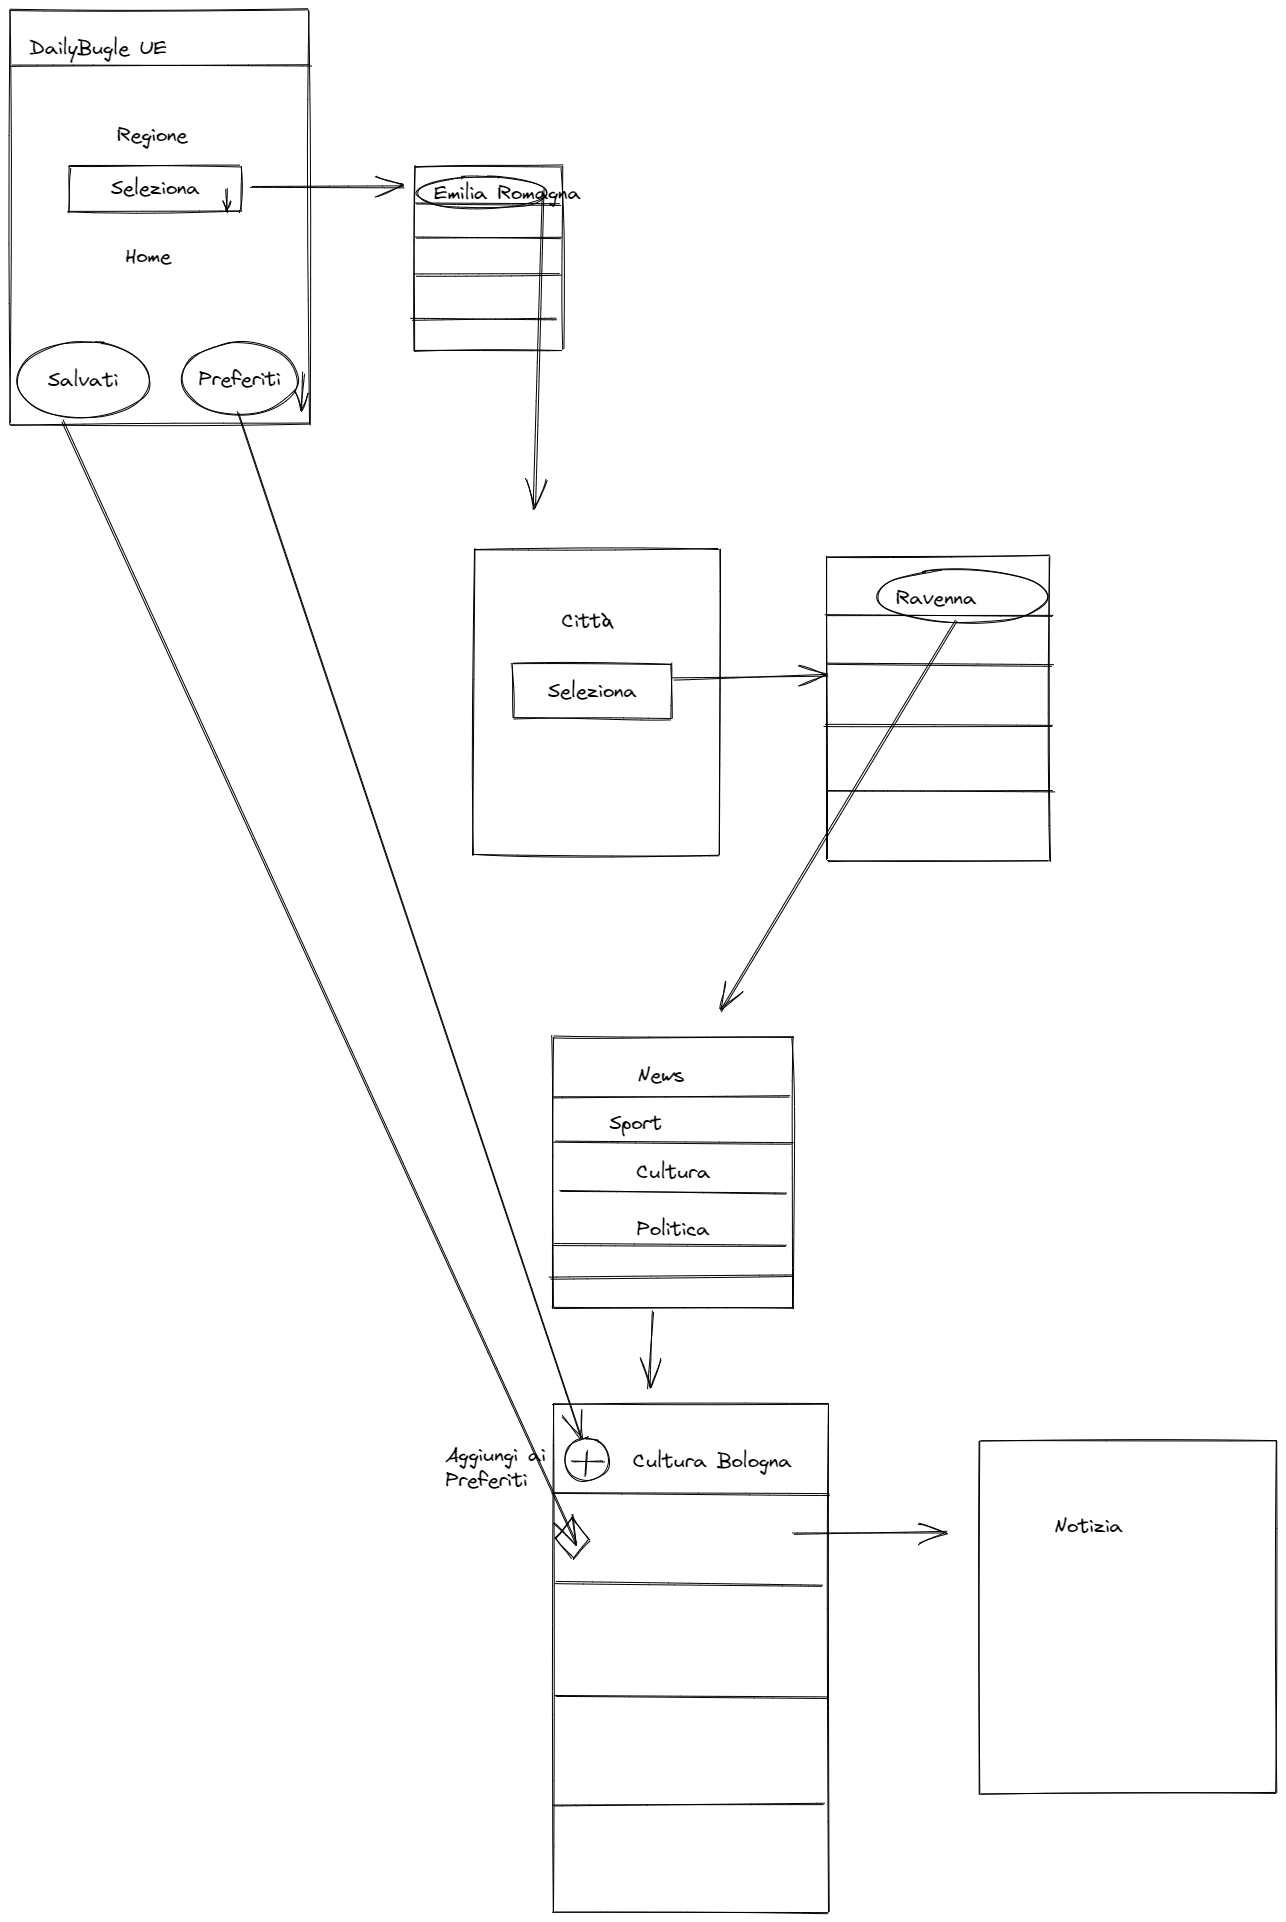 DailyBugle UE
Regione
Seleziona
Emilia Romagna
Home
Salvati
Preferiti
Città
Seleziona
Ravenna
News
Sport
Cultura
Politica
Aggiungi ai
Preferiti
Cultura Bologna
Notizia